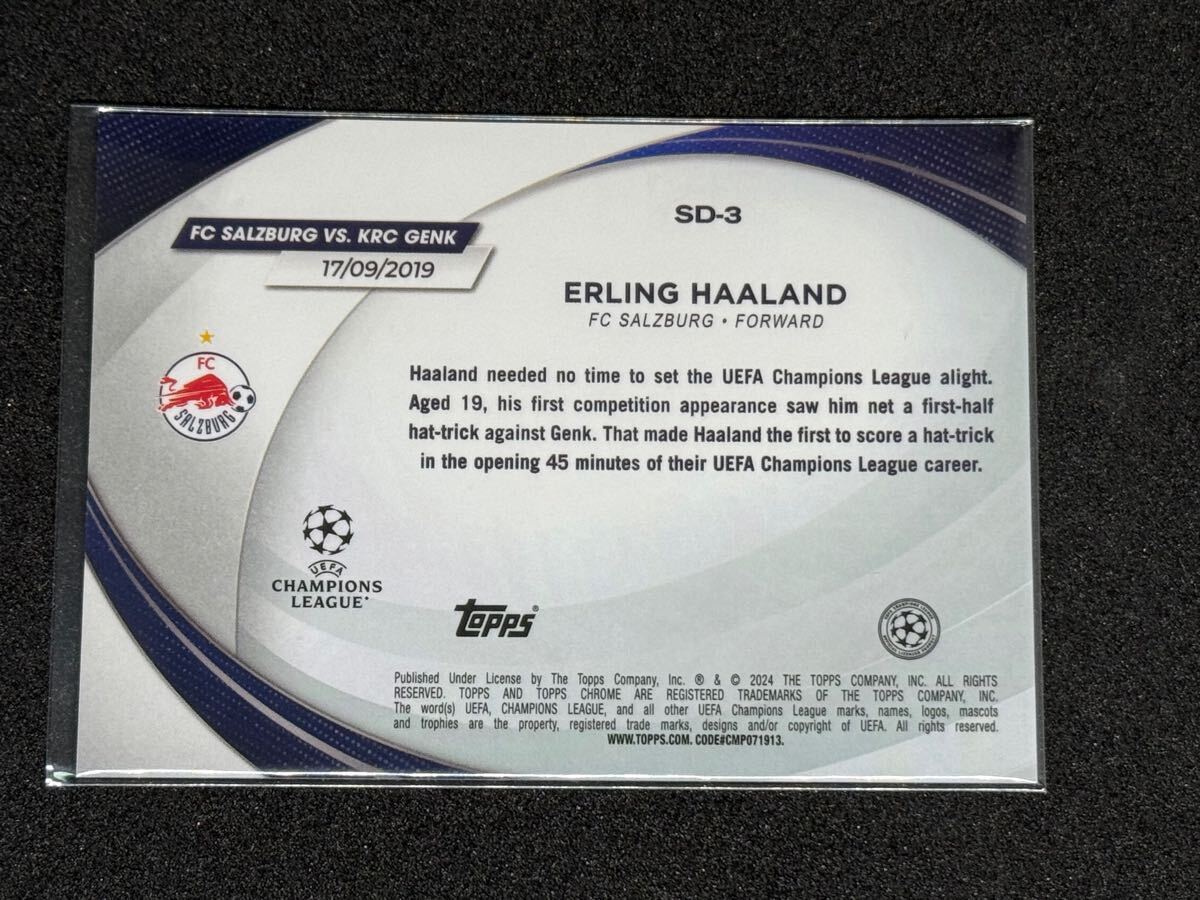 SD-3
FC SALZBURG VS. KRC GENK
17/09/2019
ERLING HAALAND
FC SALZBURG • FORWARD
FC
SALZBURG
Haaland needed no time to set the UEFA Champions League alight.
Aged 19, his first competition appearance saw him net a first-half
hat-trick against Genk. That made Haaland the first to score a hat-trick
in the opening 45 minutes of their UEFA Champions League career.
UEFA
CHAMPIONS
LEAGUE
topps®
Published Under License by The Topps Company, Inc. ® & © 2024 THE TOPPS COMPANY, INC. ALL RIGHTS
RESERVED. TOPPS AND TOPPS CHROME ARE REGISTERED TRADEMARKS OF THE TOPPS COMPANY, INC.
The word(s) UEFA, CHAMPIONS LEAGUE, and all other UEFA Champions League marks, names, logos, mascots
and trophies are the property, registered trade marks, designs and/or copyright of UEFA. All rights reserved.
WWW.TOPPS.COM. CODE#CMP071913.